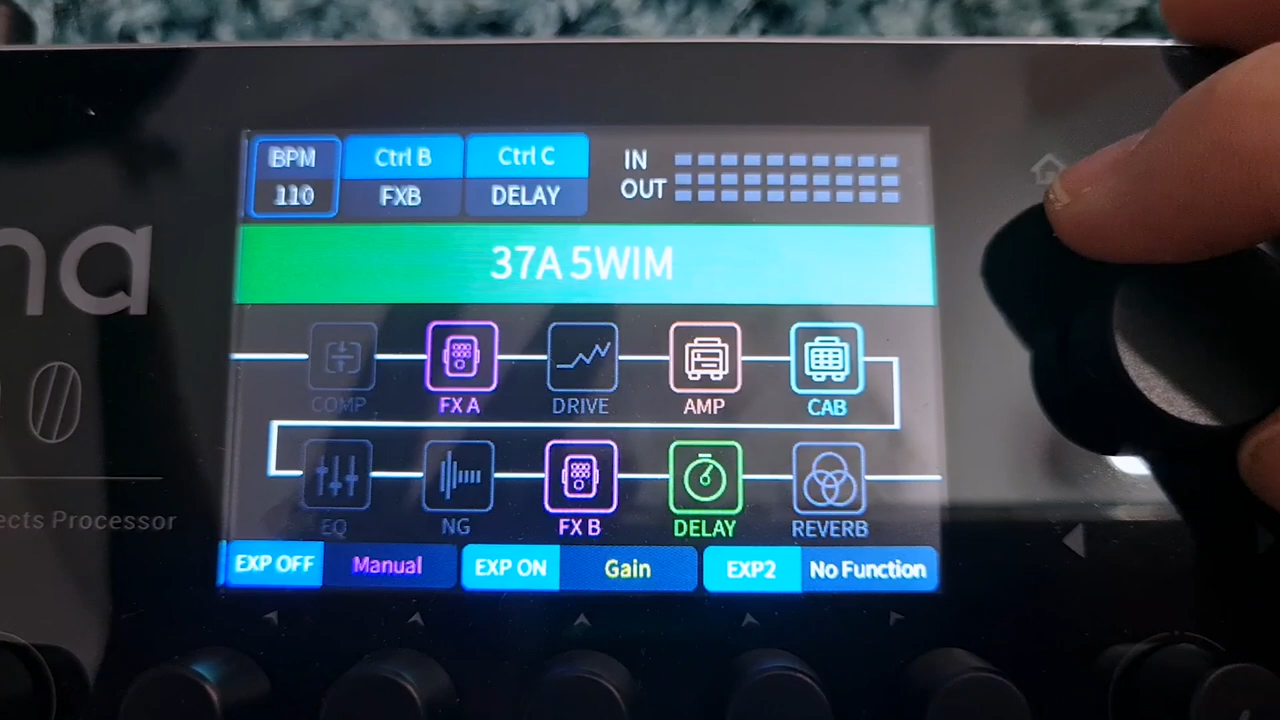 BPM Ctrl B Ctrl C IN
110 FXB DELAY OUT
37A 5WIM
na
COMP FX A DRIVE AMP CAB
EQ NG FX B DELAY REVERB
ects Processor
EXP OFF Manual EXP ON Gain EXP2 No Function